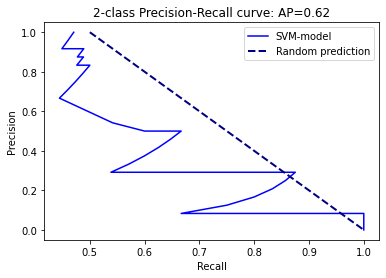 2-class Precision-Recall curve: AP=0.62
SVM-model
Random prediction
Precision
1.0
0.8
0.6
0.4
0.2
0.0
0.5
0.6
0.7
0.8
0.9
1.0
Recall